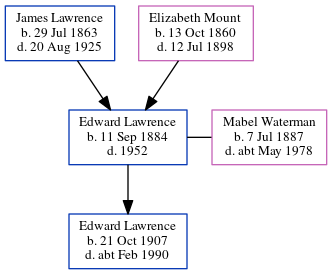 James Lawrence
b. 29 Jul 1863
d. 20 Aug 1925
Elizabeth Mount
b. 13 Oct 1860
d. 12 Jul 1898
Edward Lawrence
b. 11 Sep 1884
d. 1952
Mabel Waterman
b. 7 Jul 1887
d. abt May 1978
Edward Lawrence
b. 21 Oct 1907
d. abt Feb 1990